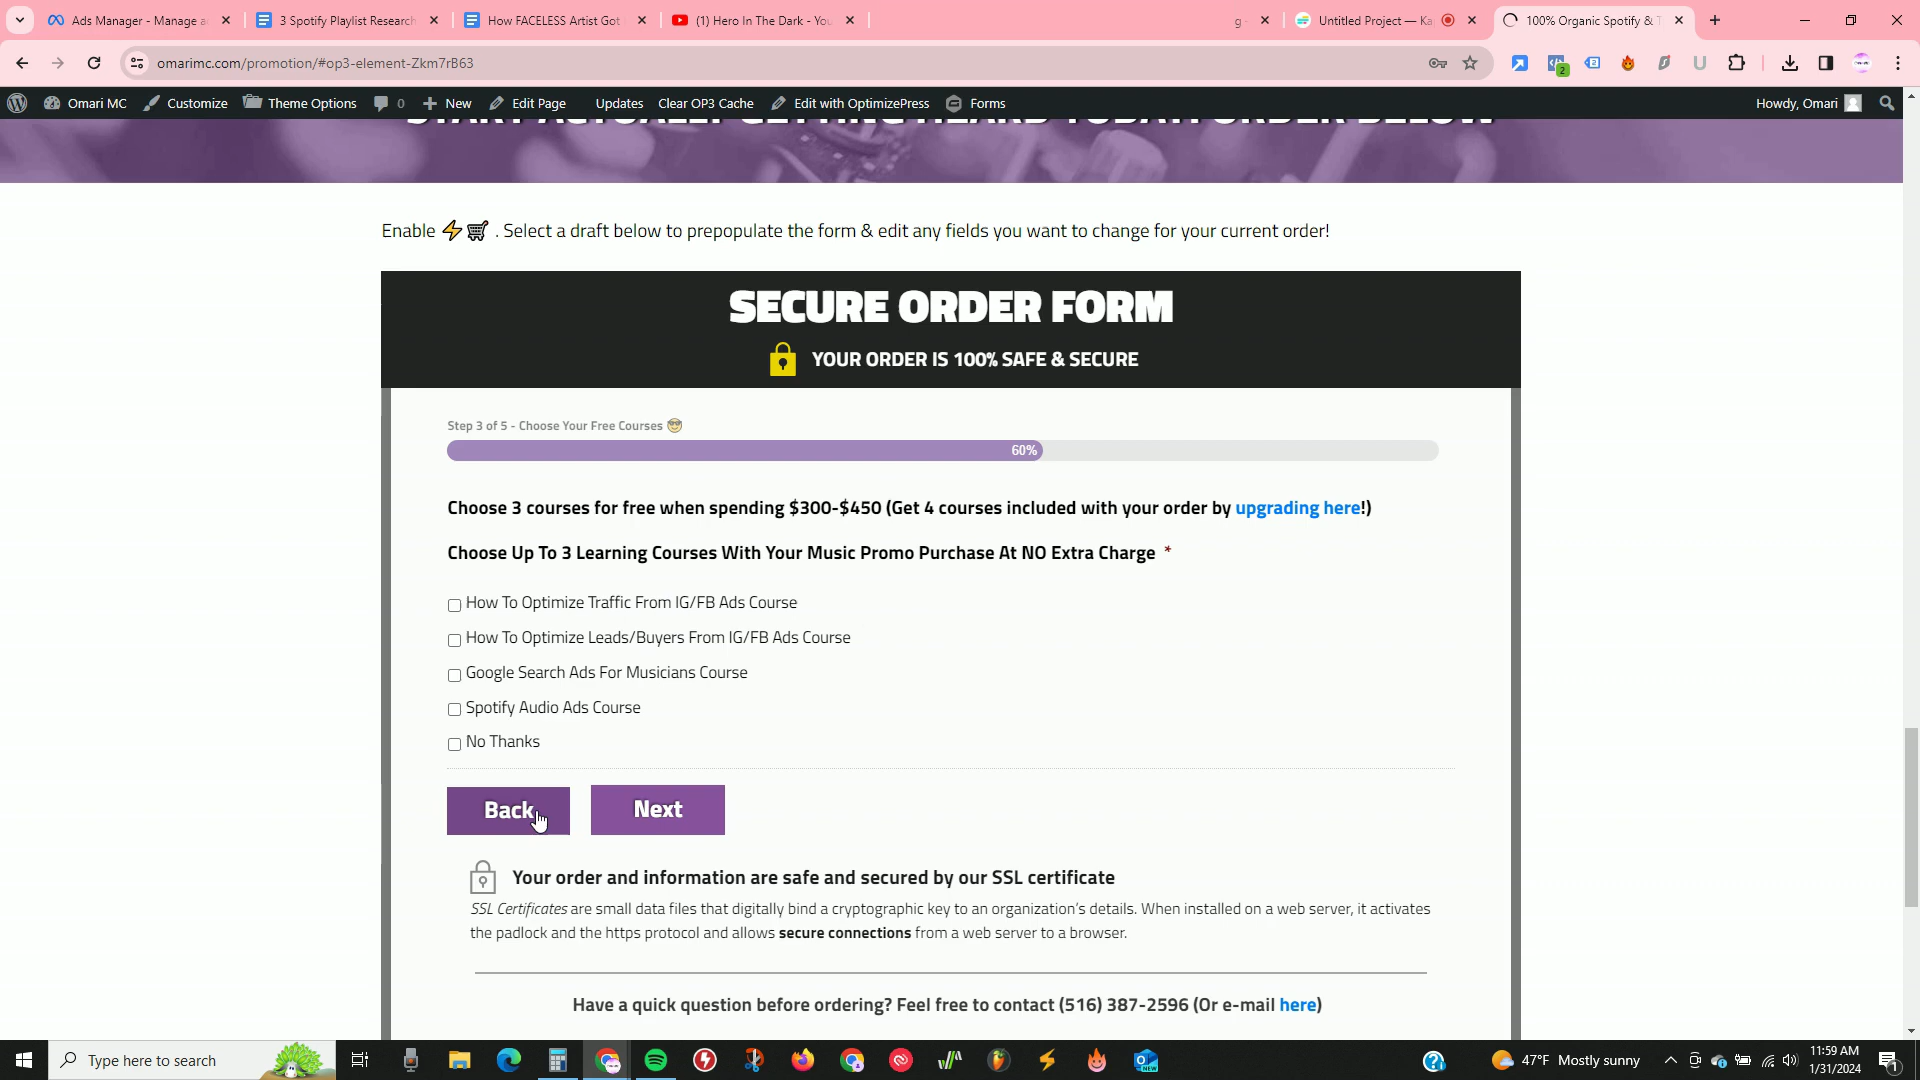 Ads Manager - Manage a
3 Spotify Playlist Research
How FACELESS Artist Got
(1) Hero In The Dark - You
g
Untitled Project — Ka
100% Organic Spotify & T
omarimc.com/promotion/#op3-element-Zkm7rB63
2
Omari MC
Customize
Theme Options
0
New
Edit Page
Updates
Clear OP3 Cache
Edit with OptimizePress
Forms
Howdy, Omari
START ACTUALLY GETTING HEARD TODAY! ORDER BELOW
Enable ⚡🛒 . Select a draft below to prepopulate the form & edit any fields you want to change for your current order!
SECURE ORDER FORM
YOUR ORDER IS 100% SAFE & SECURE
Step 3 of 5 - Choose Your Free Courses 😎
60%
Choose 3 courses for free when spending $300-$450 (Get 4 courses included with your order by upgrading here!)
Choose Up To 3 Learning Courses With Your Music Promo Purchase At NO Extra Charge *
How To Optimize Traffic From IG/FB Ads Course
How To Optimize Leads/Buyers From IG/FB Ads Course
Google Search Ads For Musicians Course
Spotify Audio Ads Course
No Thanks
Back
Next
Your order and information are safe and secured by our SSL certificate
SSL Certificates are small data files that digitally bind a cryptographic key to an organization's details. When installed on a web server, it activates
the padlock and the https protocol and allows secure connections from a web server to a browser.
Have a quick question before ordering? Feel free to contact (516) 387-2596 (Or e-mail here)
Type here to search
47°F Mostly sunny
11:59 AM
1/31/2024
1